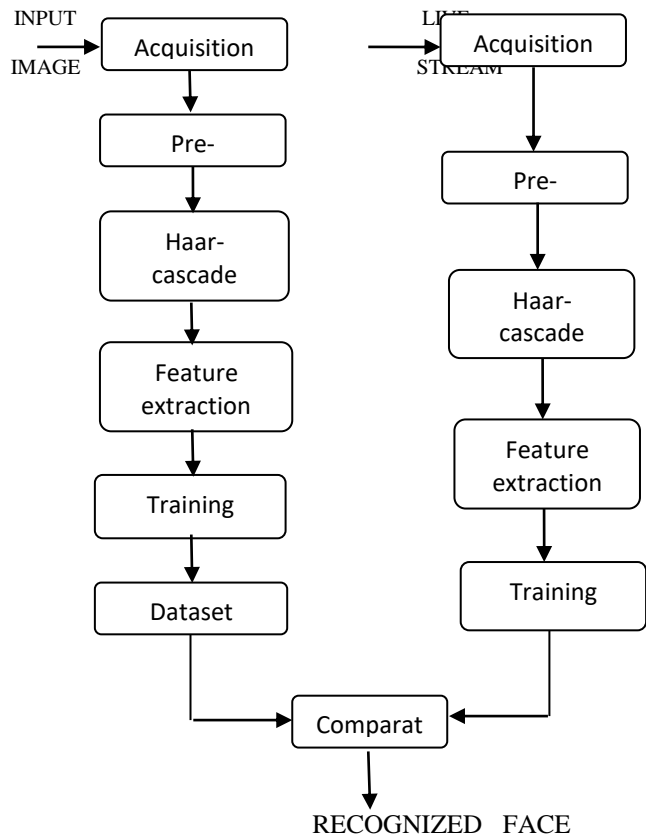 INPUT
IMAGE
Acquisition
Pre-
Haar-
cascade
Feature
extraction
Training
Dataset
LIVE
STREAM
Acquisition
Pre-
Haar-
cascade
Feature
extraction
Training
Comparat
RECOGNIZED FACE